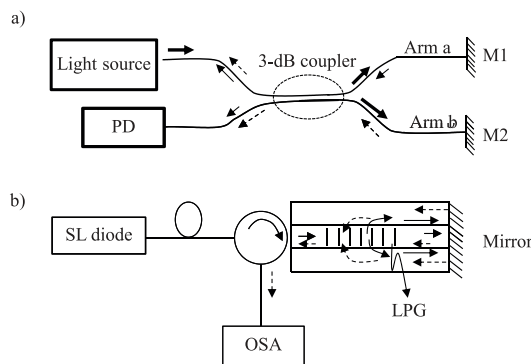 a)
Light source
3-dB coupler
Arm a
M1
PD
Arm b
M2
b)
SL diode
Mirror
LPG
OSA